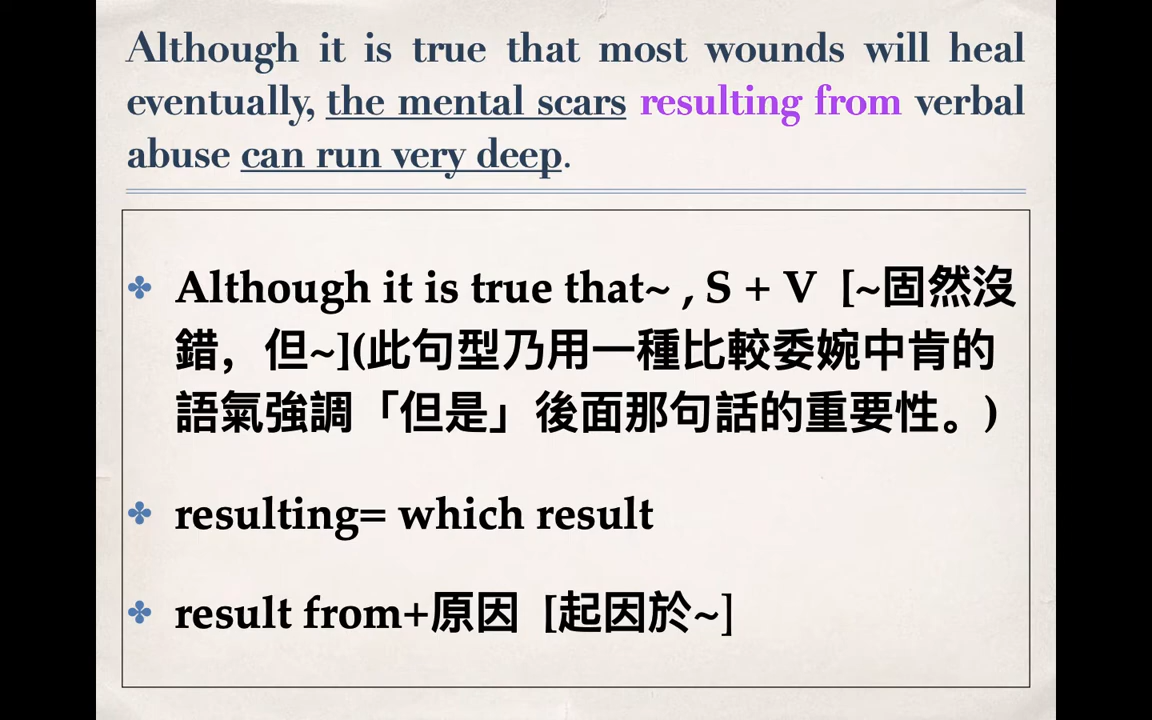 Although it is true that most wounds will heal
eventually, the mental scars resulting from verbal
abuse can run very deep.
Although it is true that~ , S + V [~固然沒
錯，但~](此句型乃用一種比較委婉中肯的
語氣強調「但是」後面那句話的重要性。)
resulting= which result
result from+原因 [起因於~]